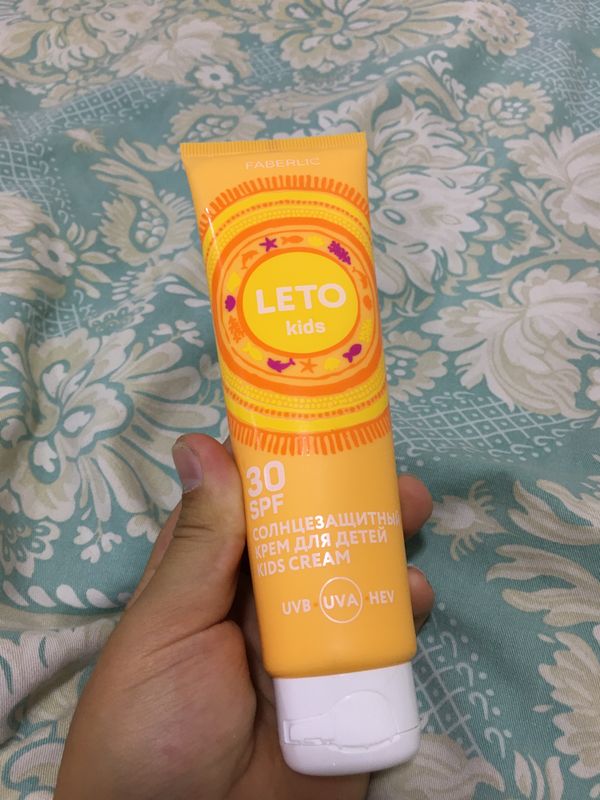 FABERLIC
LETO
kids
30
SPF
СОЛНЦЕЗАЩИТНЫЙ
КРЕМ ДЛЯ ДЕТЕЙ
KIDS CREAM
UVB · UVA · HEV